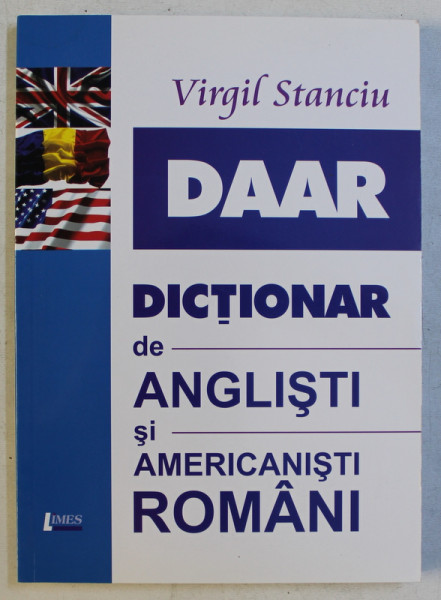 Virgil Stanciu
DAAR
DICȚIONAR
de
ANGLIȘTI
și
AMERICANIȘTI
ROMÂNI
LIMES